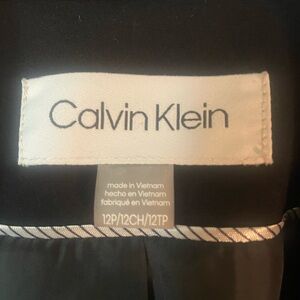 Calvin Klein
made in Vietnam
hecho en Vietnam
fabriqué en Vietnam
12P/12CH/12TP